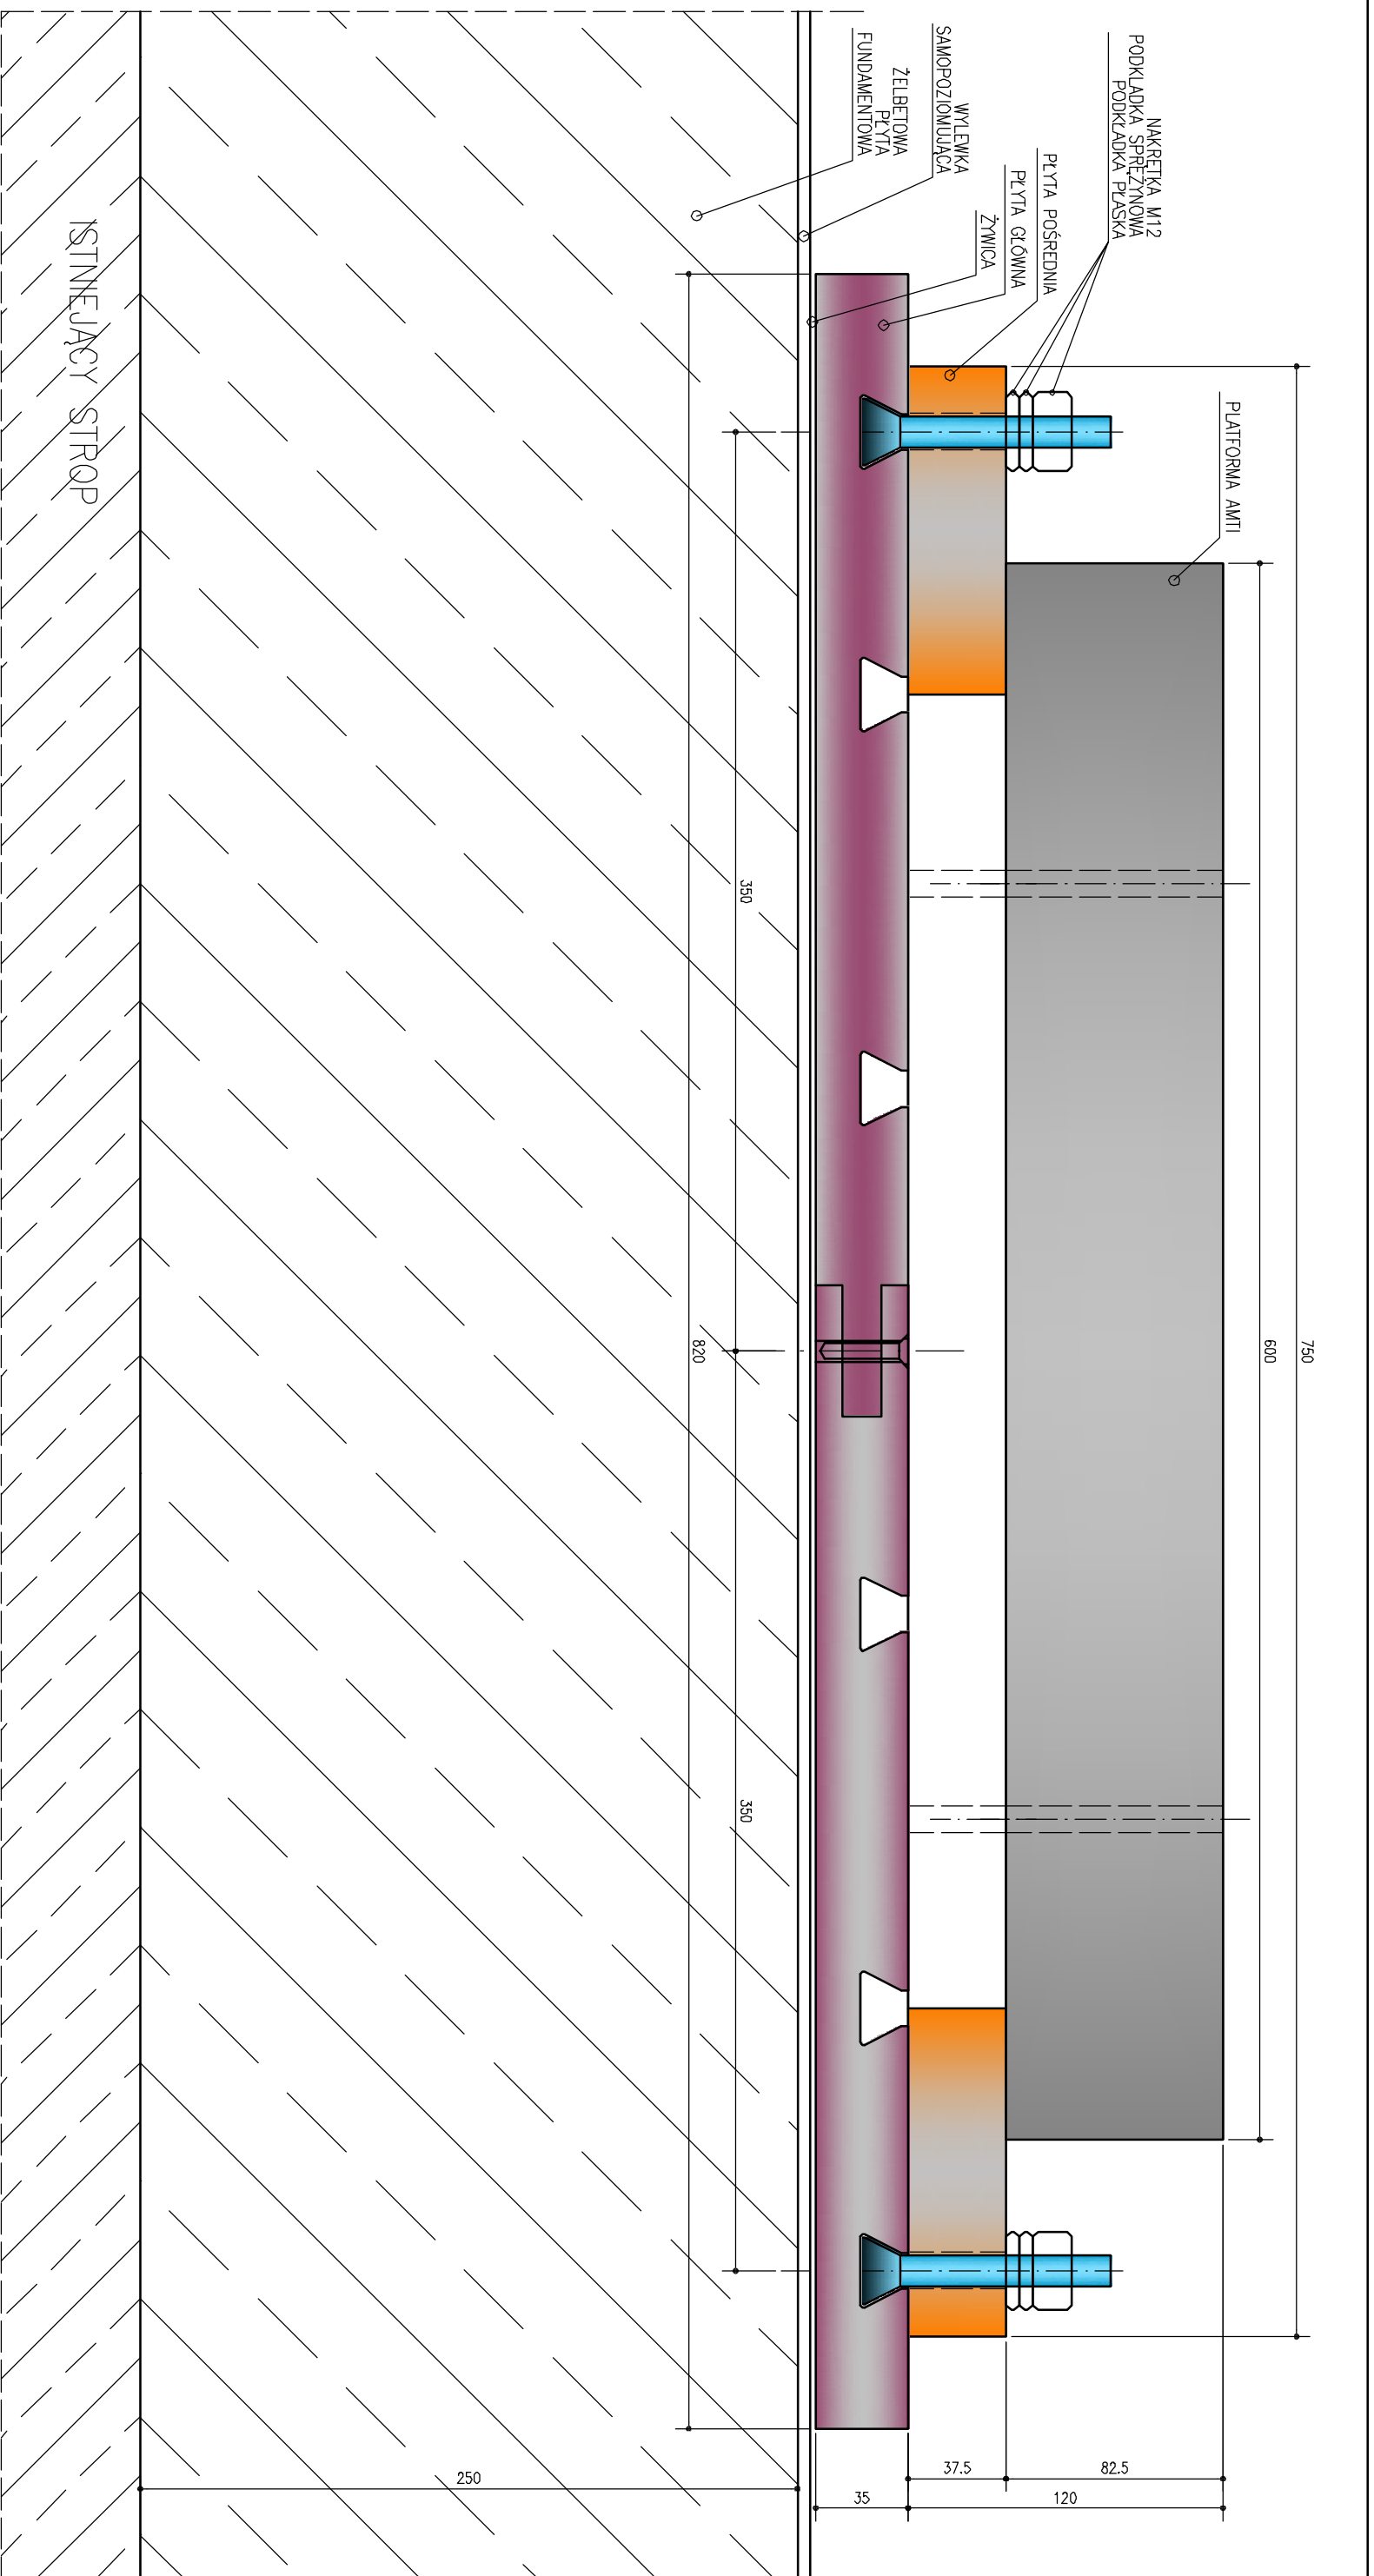 PLATFORMA AMTI
NAKRĘTKA M12
PODKŁADKA SPRĘŻYNOWA
PODKŁADKA PŁASKA
PŁYTA POŚREDNIA
PŁYTA GŁÓWNA
ŻYWICA
WYLEWKA
SAMOPOZIOMUJĄCA
ŻELBETOWA
PŁYTA
FUNDAMENTOWA
ISTNIEJĄCY STROP
750
600
350
350
820
82.5
37.5
120
35
250